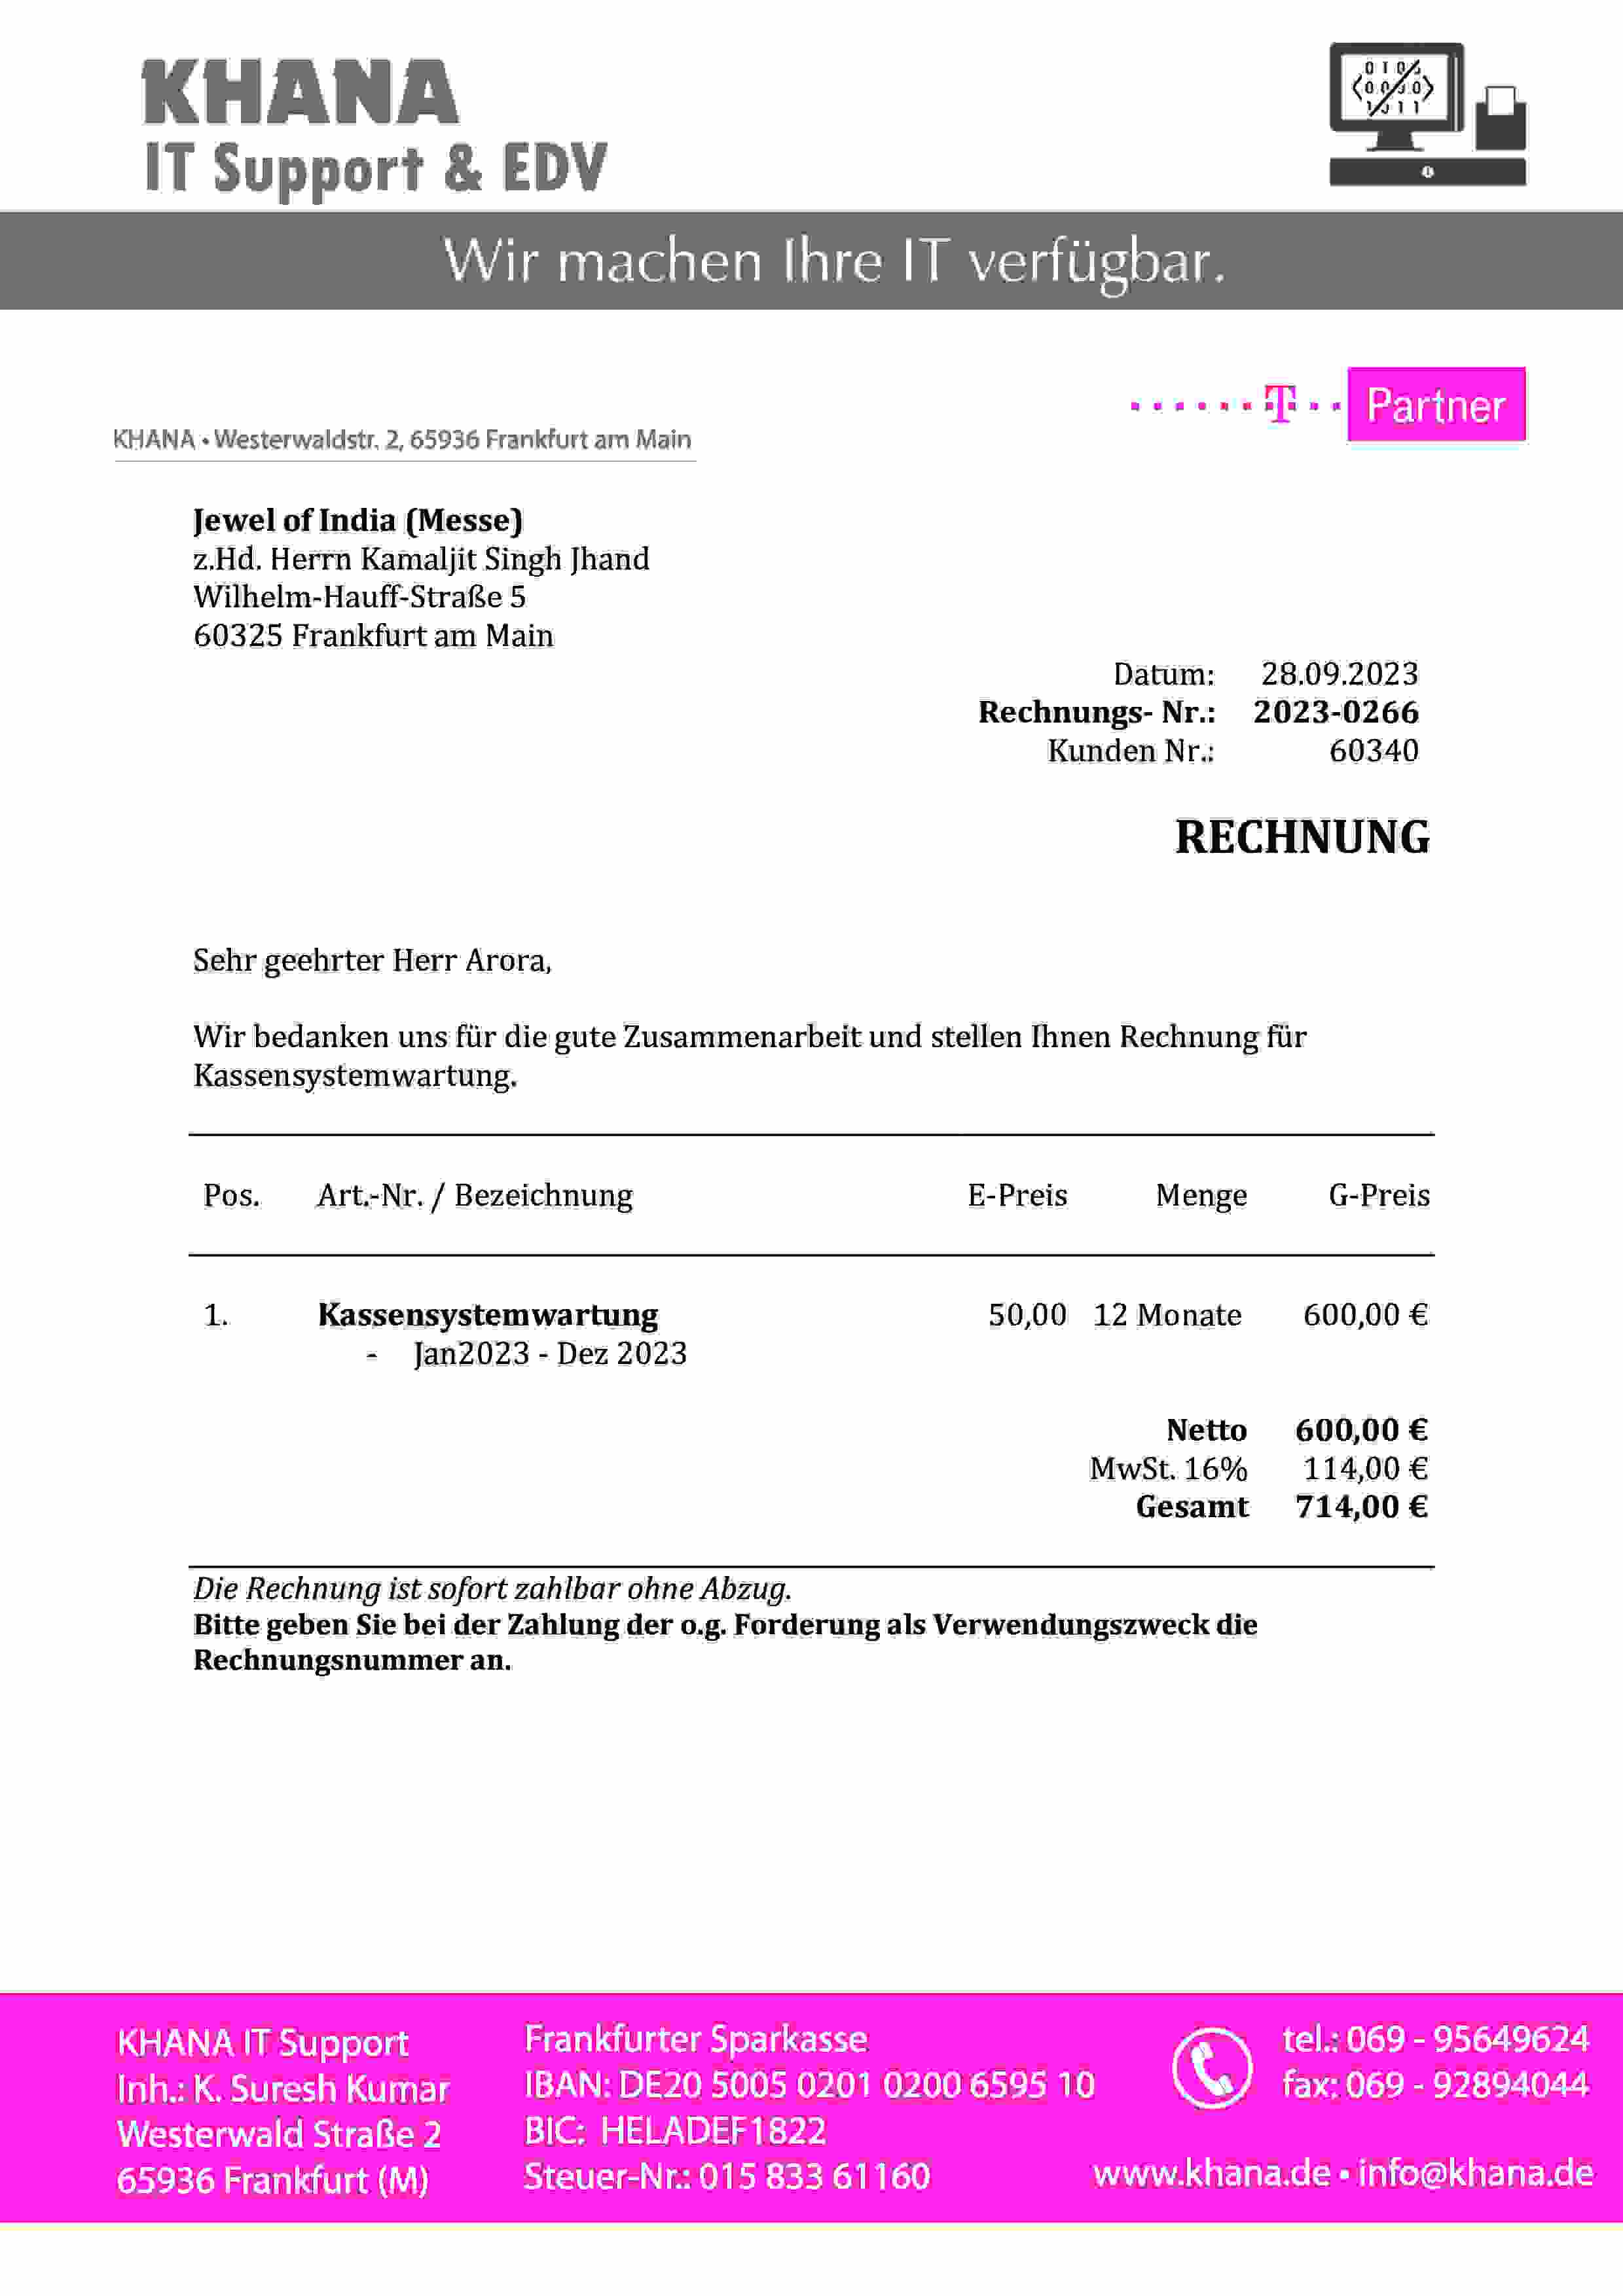 KHANA
IT Support & EDV
Wir machen Ihre IT verfügbar.
T Partner
KHANA • Westerwaldstr. 2, 65936 Frankfurt am Main
Jewel of India (Messe)
z.Hd. Herrn Kamaljit Singh Jhand
Wilhelm-Hauff-Straße 5
60325 Frankfurt am Main
Datum: 28.09.2023
Rechnungs- Nr.: 2023-0266
Kunden Nr.: 60340
RECHNUNG
Sehr geehrter Herr Arora,
Wir bedanken uns für die gute Zusammenarbeit und stellen Ihnen Rechnung für
Kassensystemwartung.
Pos. Art.-Nr. / Bezeichnung E-Preis Menge G-Preis
1. Kassensystemwartung 50,00 12 Monate 600,00 €
- Jan2023 - Dez 2023
Netto 600,00 €
MwSt. 16% 114,00 €
Gesamt 714,00 €
Die Rechnung ist sofort zahlbar ohne Abzug.
Bitte geben Sie bei der Zahlung der o.g. Forderung als Verwendungszweck die
Rechnungsnummer an.
KHANA IT Support
Inh.: K. Suresh Kumar
Westerwald Straße 2
65936 Frankfurt (M)
Frankfurter Sparkasse
IBAN: DE20 5005 0201 0200 6595 10
BIC: HELADEF1822
Steuer-Nr.: 015 833 61160
tel.: 069 - 95649624
fax: 069 - 92894044
www.khana.de • info@khana.de